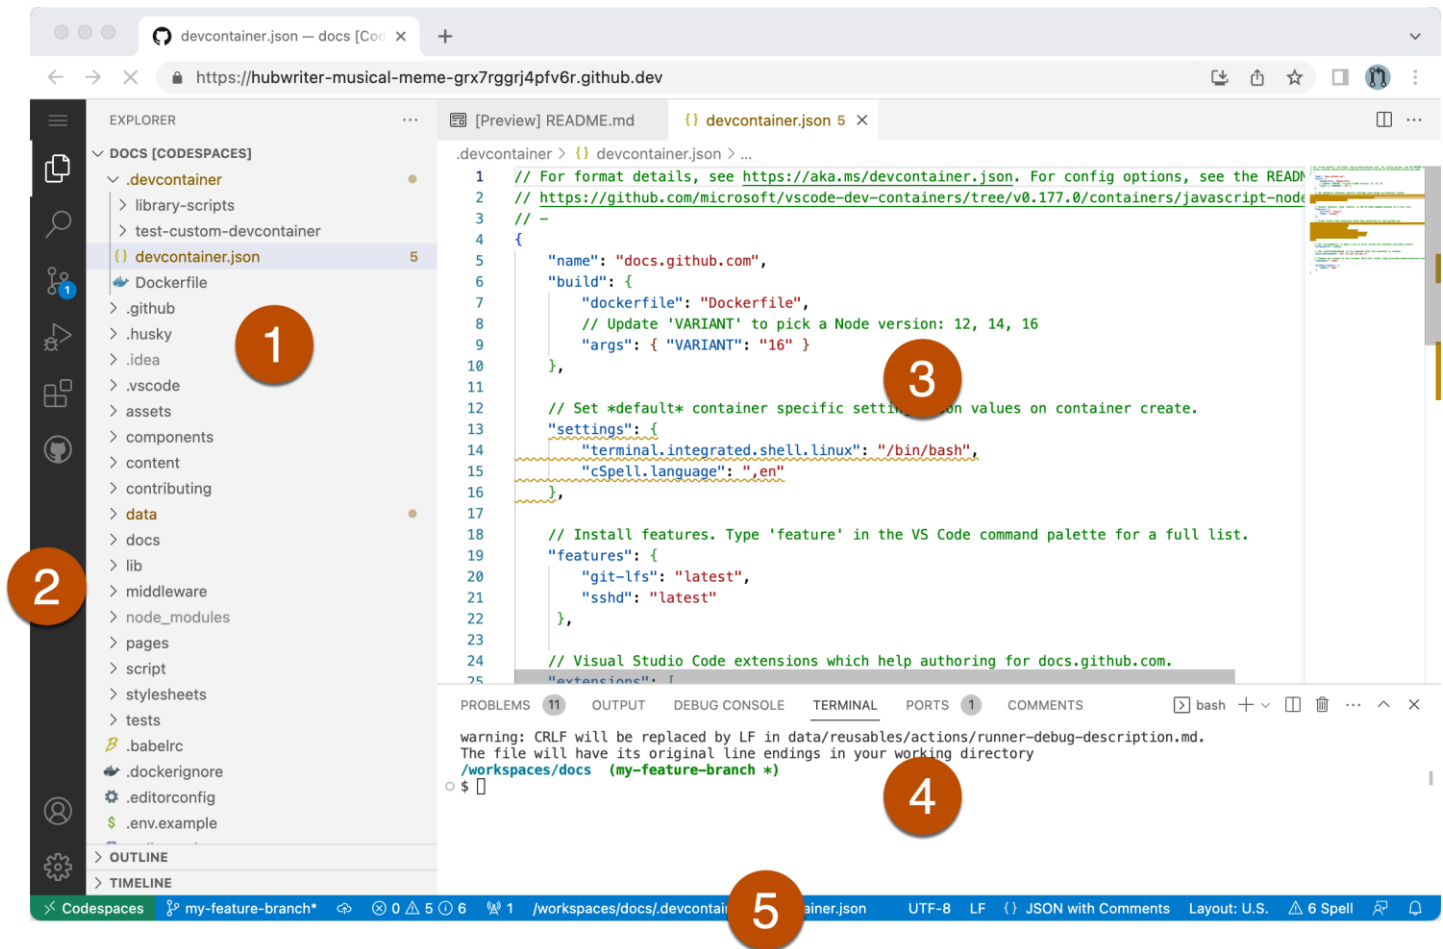 devcontainer.json — docs [Cod
https://hubwriter-musical-meme-grx7rggrj4pfv6r.github.dev
EXPLORER
DOCS [CODESPACES]
.devcontainer
library-scripts
test-custom-devcontainer
{} devcontainer.json 5
Dockerfile
.github
.husky
.idea
.vscode
assets
components
content
contributing
data
docs
lib
middleware
node_modules
pages
script
stylesheets
tests
.babelrc
.dockerignore
.editorconfig
$ .env.example
OUTLINE
TIMELINE
1
1
2
[Preview] README.md
{} devcontainer.json 5
.devcontainer > {} devcontainer.json > ...
1 // For format details, see https://aka.ms/devcontainer.json. For config options, see the READM
2 // https://github.com/microsoft/vscode-dev-containers/tree/v0.177.0/containers/javascript-node
3 // -
4 {
5 "name": "docs.github.com",
6 "build": {
7 "dockerfile": "Dockerfile",
8 // Update 'VARIANT' to pick a Node version: 12, 14, 16
9 "args": { "VARIANT": "16" }
10 },
11
12 // Set *default* container specific setting on values on container create.
13 "settings": {
14 "terminal.integrated.shell.linux": "/bin/bash",
15 "cSpell.language": ",en"
16 },
17
18 // Install features. Type 'feature' in the VS Code command palette for a full list.
19 "features": {
20 "git-lfs": "latest",
21 "sshd": "latest"
22 },
23
24 // Visual Studio Code extensions which help authoring for docs.github.com.
25 "extensions": [
3
PROBLEMS 11 OUTPUT DEBUG CONSOLE TERMINAL PORTS 1 COMMENTS bash
warning: CRLF will be replaced by LF in data/reusables/actions/runner-debug-description.md.
The file will have its original line endings in your working directory
/workspaces/docs (my-feature-branch *)
$
4
Codespaces my-feature-branch* 0 5 6 1 /workspaces/docs/.devcontai ainer.json UTF-8 LF {} JSON with Comments Layout: U.S. 6 Spell
5